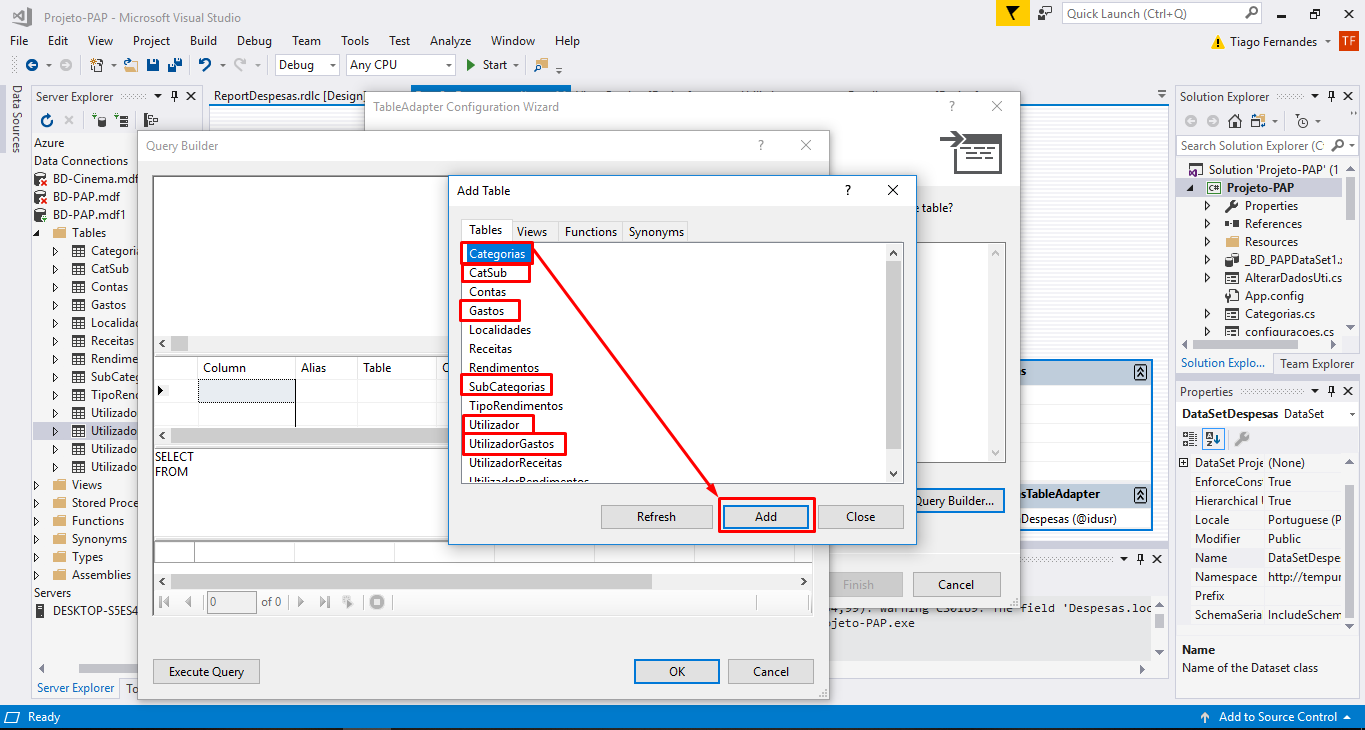 Projeto-PAP - Microsoft Visual Studio
Quick Launch (Ctrl+Q)
File Edit View Project Build Debug Team Tools Test Analyze Window Help
Tiago Fernandes TF
Debug Any CPU Start
Data Sources
Server Explorer
Azure
Data Connections
BD-Cinema.mdf
BD-PAP.mdf
BD-PAP.mdf1
Tables
Categori
CatSub
Contas
Gastos
Localidad
Receitas
Rendime
SubCateg
TipoRend
Utilizado
Utilizado
Utilizado
Utilizado
Views
Stored Proce
Functions
Synonyms
Types
Assemblies
Servers
DESKTOP-S5ES4
Server Explorer To
ReportDespesas.rdlc [Design]
TableAdapter Configuration Wizard
?
e table?
Query Builder...
Finish Cancel
Query Builder
?
Column Alias Table
SELECT
FROM
0 of 0
Execute Query OK Cancel
Add Table
?
Tables Views Functions Synonyms
Categorias
CatSub
Contas
Gastos
Localidades
Receitas
Rendimentos
SubCategorias
TipoRendimentos
Utilizador
UtilizadorGastos
UtilizadorReceitas
UtilizadorRendimentos
Refresh Add Close
s
sTableAdapter
Despesas (@idusr)
The field 'Despesas.loc
jeto-PAP.exe
Solution Explorer
Search Solution Explorer (C
Solution 'Projeto-PAP' (1
Projeto-PAP
Properties
References
Resources
_BD_PAPDataSet1.x
AlterarDadosUti.cs
App.config
Categorias.cs
configuracoes.cs
Solution Explo... Team Explorer
Properties
DataSetDespesas DataSet
DataSet Proje (None)
EnforceConst True
Hierarchical U True
Locale Portuguese (P
Modifier Public
Name DataSetDespe
Namespace http://tempur
Prefix
SchemaSerial IncludeSchem
Name
Name of the Dataset class
Ready
Add to Source Control